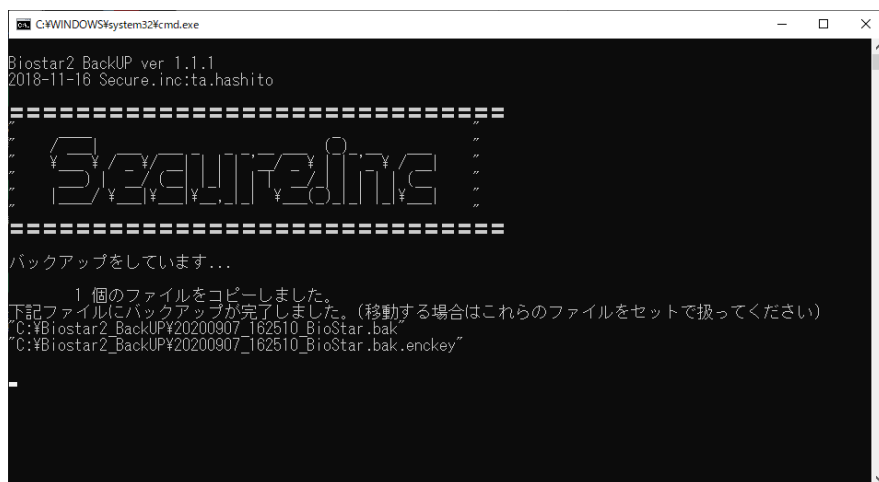 C:¥WINDOWS¥system32¥cmd.exe
Biostar2 BackUP ver 1.1.1
2018-11-16 Secure.inc:ta.hashito
Secure.inc
バックアップをしています...
1 個のファイルをコピーしました。
下記ファイルにバックアップが完了しました。(移動する場合はこれらのファイルをセットで扱ってください)
"C:¥Biostar2_BackUP¥20200907_162510_BioStar.bak"
"C:¥Biostar2_BackUP¥20200907_162510_BioStar.bak.enckey"